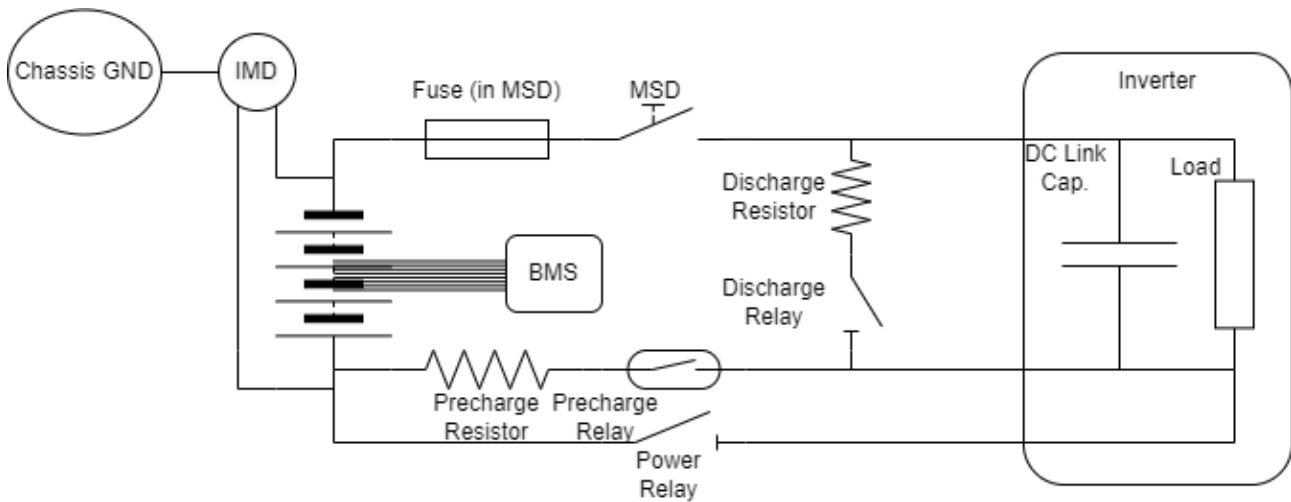 Chassis GND
IMD
Fuse (in MSD)
MSD
Inverter
DC Link
Cap.
Load
Discharge
Resistor
BMS
Discharge
Relay
Precharge
Resistor
Precharge
Relay
Power
Relay